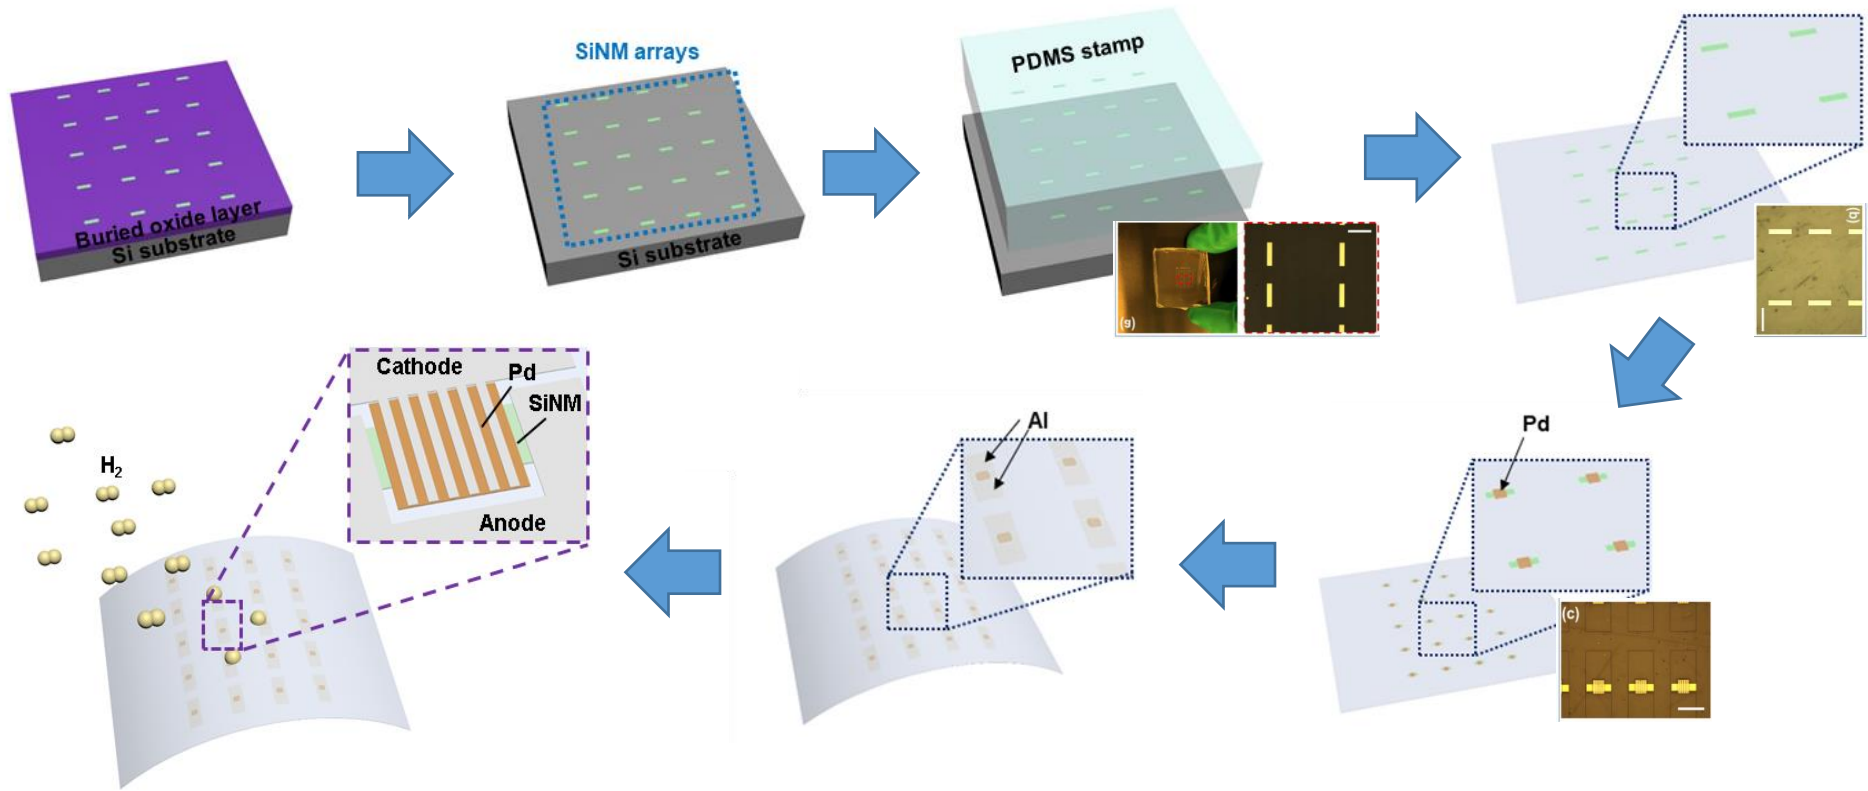 SiNM arrays
Buried oxide layer
Si substrate
Si substrate
PDMS stamp
(a)
(b)
Cathode
Pd
SiNM
Anode
H2
Al
Pd
(c)